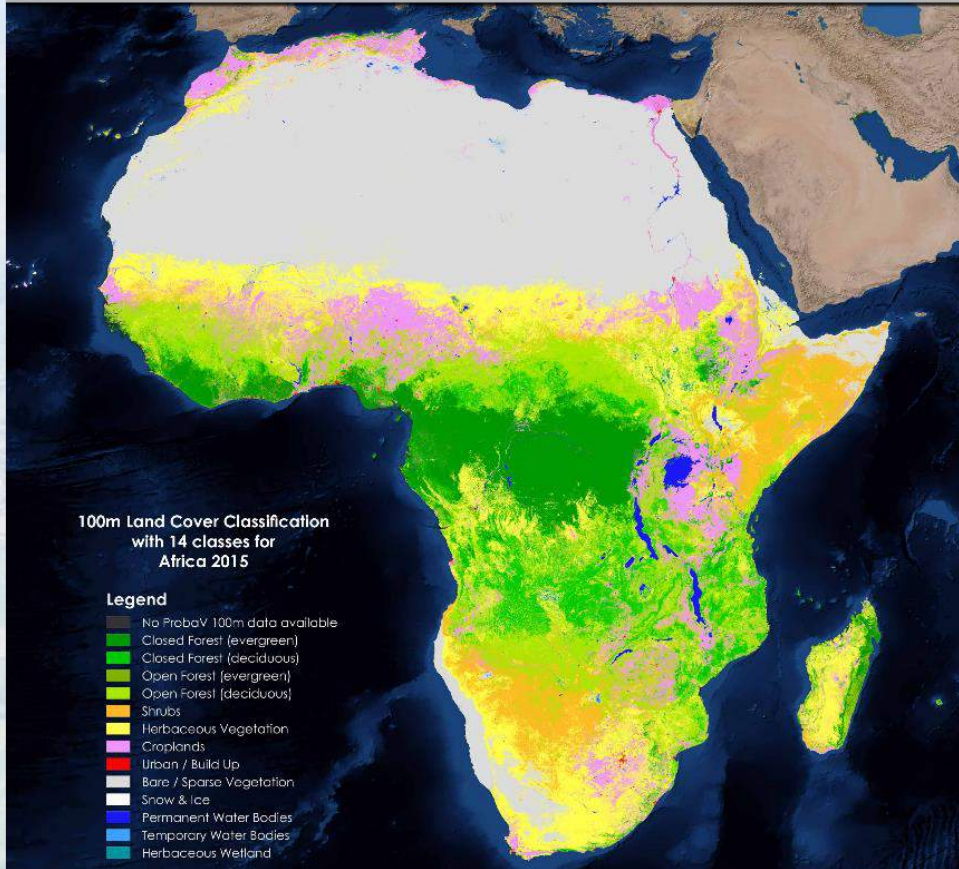 100m Land Cover Classification
with 14 classes for
Africa 2015
Legend
No ProbaV 100m data available
Closed Forest (evergreen)
Closed Forest (deciduous)
Open Forest (evergreen)
Open Forest (deciduous)
Shrubs
Herbaceous Vegetation
Croplands
Urban / Build Up
Bare / Sparse Vegetation
Snow & Ice
Permanent Water Bodies
Temporary Water Bodies
Herbaceous Wetland